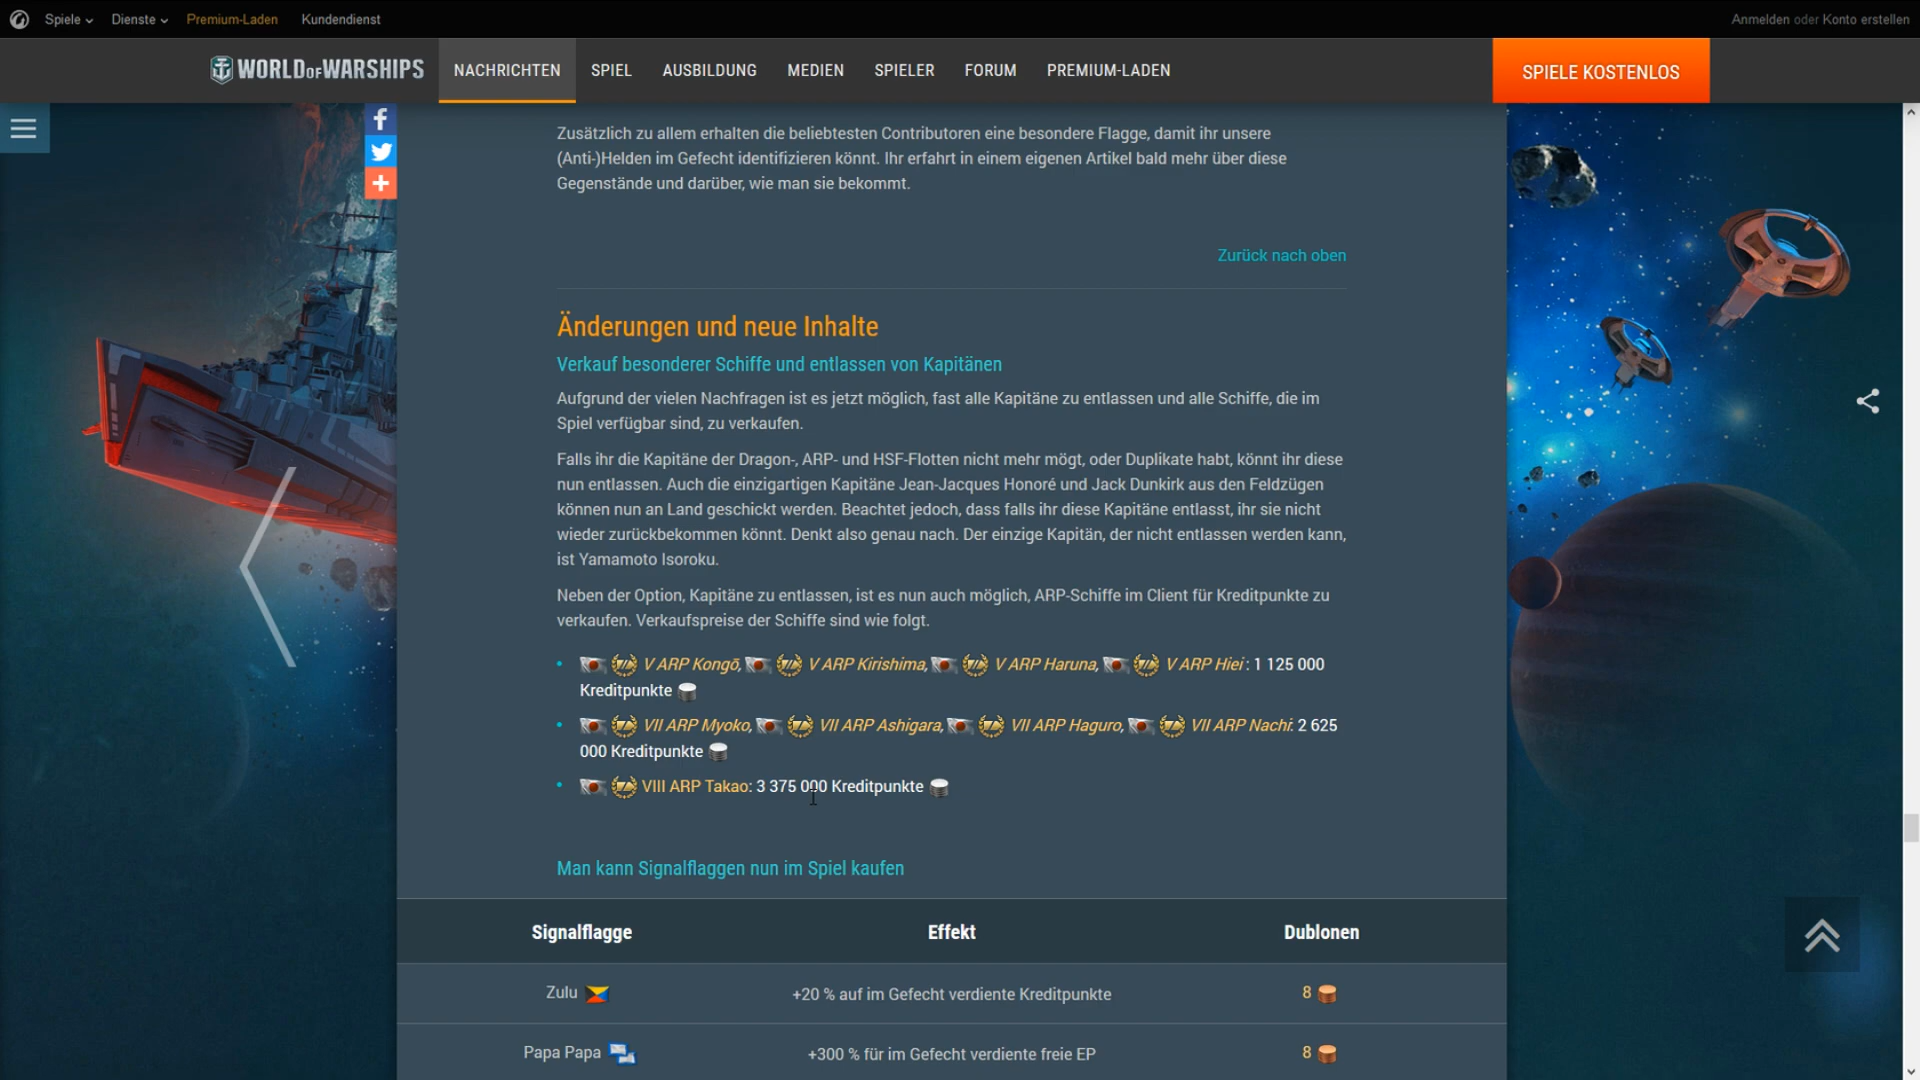 Spiele Dienste Premium-Laden Kundendienst Anmelden oder Konto erstellen
WORLD OF WARSHIPS NACHRICHTEN SPIEL AUSBILDUNG MEDIEN SPIELER FORUM PREMIUM-LADEN SPIELE KOSTENLOS
Zusätzlich zu allem erhalten die beliebtesten Contributoren eine besondere Flagge, damit ihr unsere
(Anti-)Helden im Gefecht identifizieren könnt. Ihr erfahrt in einem eigenen Artikel bald mehr über diese
Gegenstände und darüber, wie man sie bekommt.
Zurück nach oben
Änderungen und neue Inhalte
Verkauf besonderer Schiffe und entlassen von Kapitänen
Aufgrund der vielen Nachfragen ist es jetzt möglich, fast alle Kapitäne zu entlassen und alle Schiffe, die im
Spiel verfügbar sind, zu verkaufen.
Falls ihr die Kapitäne der Dragon-, ARP- und HSF-Flotten nicht mehr mögt, oder Duplikate habt, könnt ihr diese
nun entlassen. Auch die einzigartigen Kapitäne Jean-Jacques Honoré und Jack Dunkirk aus den Feldzügen
können nun an Land geschickt werden. Beachtet jedoch, dass falls ihr diese Kapitäne entlasst, ihr sie nicht
wieder zurückbekommen könnt. Denkt also genau nach. Der einzige Kapitän, der nicht entlassen werden kann,
ist Yamamoto Isoroku.
Neben der Option, Kapitäne zu entlassen, ist es nun auch möglich, ARP-Schiffe im Client für Kreditpunkte zu
verkaufen. Verkaufspreise der Schiffe sind wie folgt.
• V ARP Kongō, V ARP Kirishima, V ARP Haruna, V ARP Hiei : 1 125 000
Kreditpunkte
• VII ARP Myoko, VII ARP Ashigara, VII ARP Haguro, VII ARP Nachi: 2 625
000 Kreditpunkte
• VIII ARP Takao: 3 375 000 Kreditpunkte
Man kann Signalflaggen nun im Spiel kaufen
Signalflagge Effekt Dublonen
Zulu +20 % auf im Gefecht verdiente Kreditpunkte 8
Papa Papa +300 % für im Gefecht verdiente freie EP 8